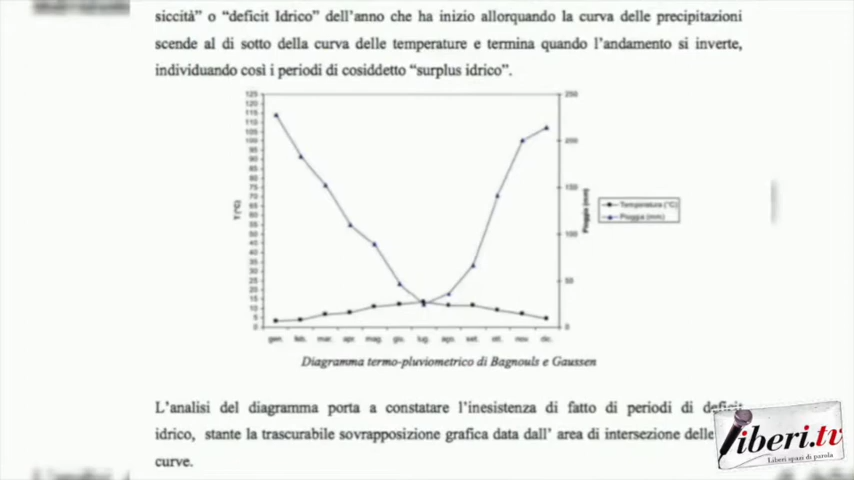 siccità" o "deficit Idrico" dell'anno che ha inizio allorquando la curva delle precipitazioni
scende al di sotto della curva delle temperature e termina quando l'andamento si inverte,
individuando così i periodi di cosiddetto "surplus idrico".
125
120
115
110
105
100
95
90
85
80
75
70
65
60
55
50
45
40
35
30
25
20
15
10
5
0
T (°C)
250
200
150
100
50
0
Pioggia (mm)
Temperatura (°C)
Pioggia (mm)
gen. feb. mar. apr. mag. giu. lug. ago. set. ott. nov. dic.
Diagramma termo-pluviometrico di Bagnouls e Gaussen
L'analisi del diagramma porta a constatare l'inesistenza di fatto di periodi di deficit
idrico, stante la trascurabile sovrapposizione grafica data dall' area di intersezione delle
curve.
liberi.tv
Liberi spazi di parola